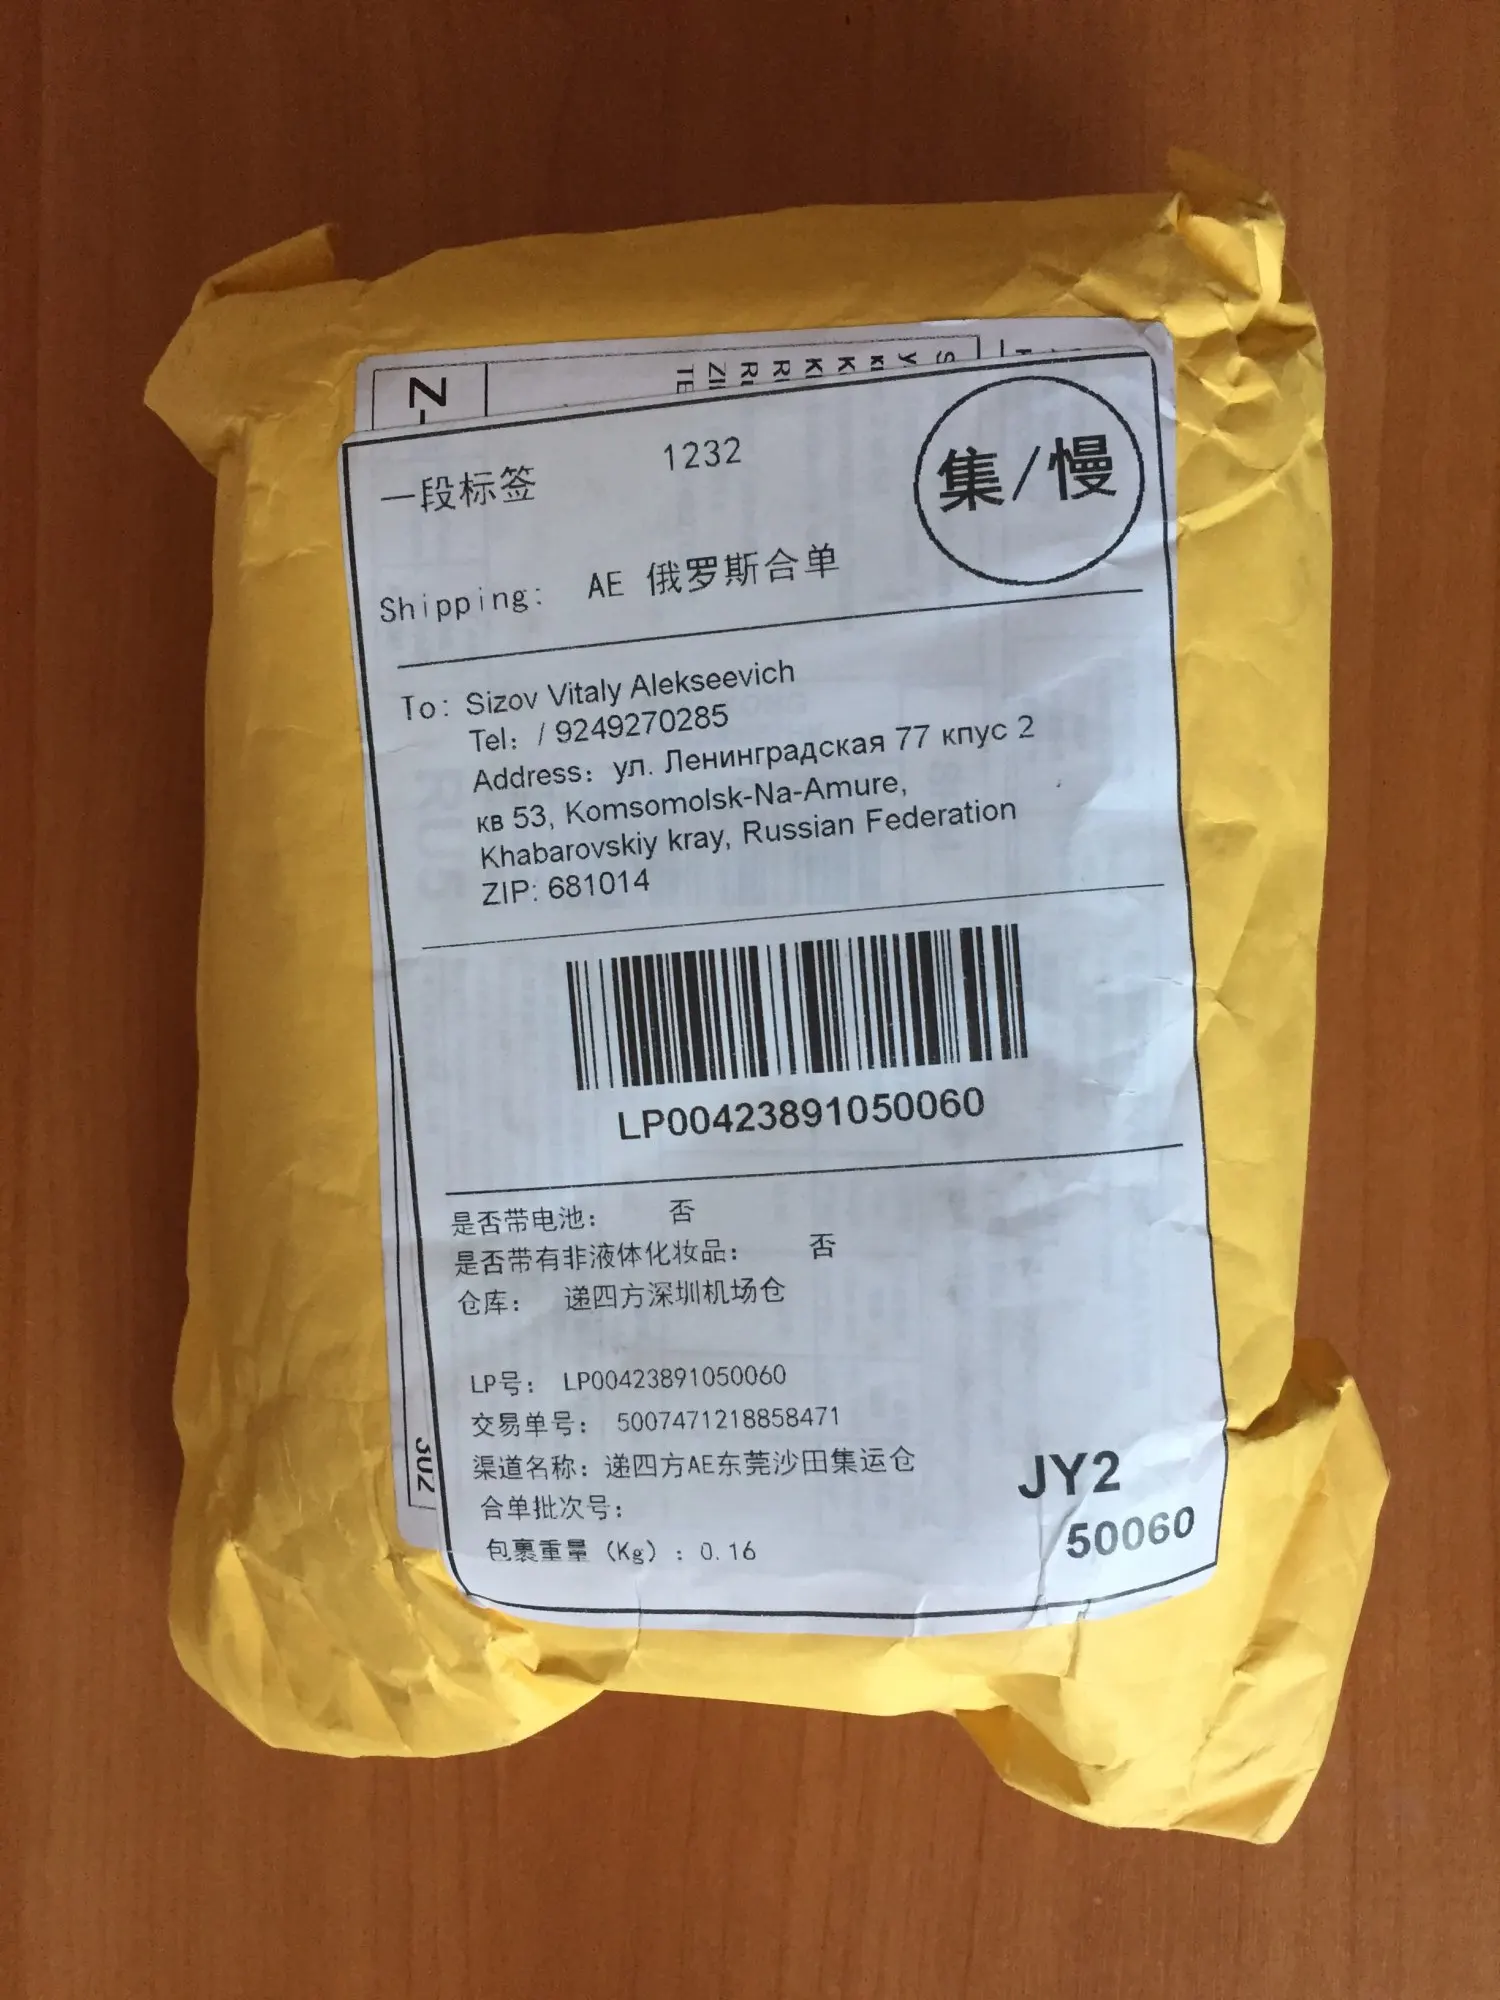 Z-
S
У
К
К
КІ
RI
TE
1232
集/慢
一段标签
Shipping: AE 俄罗斯合单
To: Sizov Vitaly Alekseevich
Tel: / 9249270285
Address: ул. Ленинградская 77 кпус 2
кв 53, Komsomolsk-Na-Amure,
Khabarovskiy kray, Russian Federation
ZIP: 681014
LP00423891050060
是否带电池: 否
是否带有非液体化妆品: 否
仓库: 递四方深圳机场仓
LP号: LP00423891050060
交易单号: 5007471218858471
渠道名称: 递四方AE东莞沙田集运仓
合单批次号:
包裹重量 (Kg) : 0.16
JY2
50060
3U2